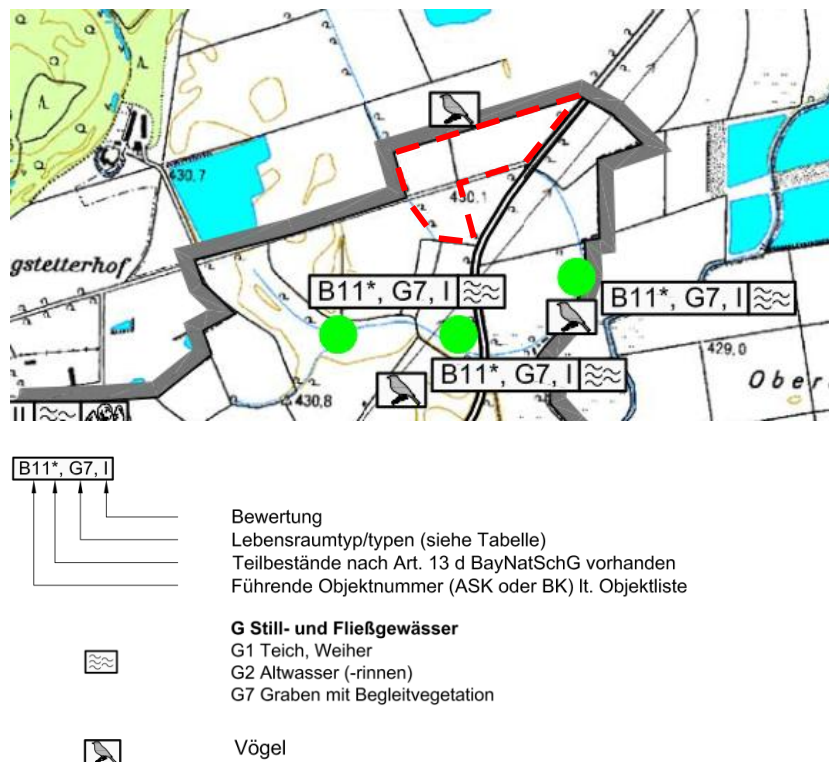 430.7
430.1
gstetterhof
B11*, G7, I
B11*, G7, I
B11*, G7, I
429,0
Ober
430,8
II
B11*, G7, I
Bewertung
Lebensraumtyp/typen (siehe Tabelle)
Teilbestände nach Art. 13 d BayNatSchG vorhanden
Führende Objektnummer (ASK oder BK) lt. Objektliste
G Still- und Fließgewässer
G1 Teich, Weiher
G2 Altwasser (-rinnen)
G7 Graben mit Begleitvegetation
Vögel